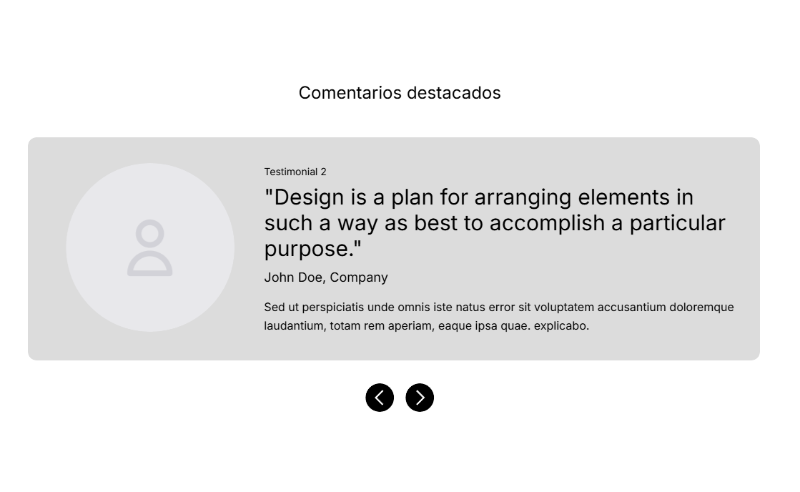 Comentarios destacados
Testimonial 2
"Design is a plan for arranging elements in
such a way as best to accomplish a particular
purpose."
John Doe, Company
Sed ut perspiciatis unde omnis iste natus error sit voluptatem accusantium doloremque
laudantium, totam rem aperiam, eaque ipsa quae. explicabo.